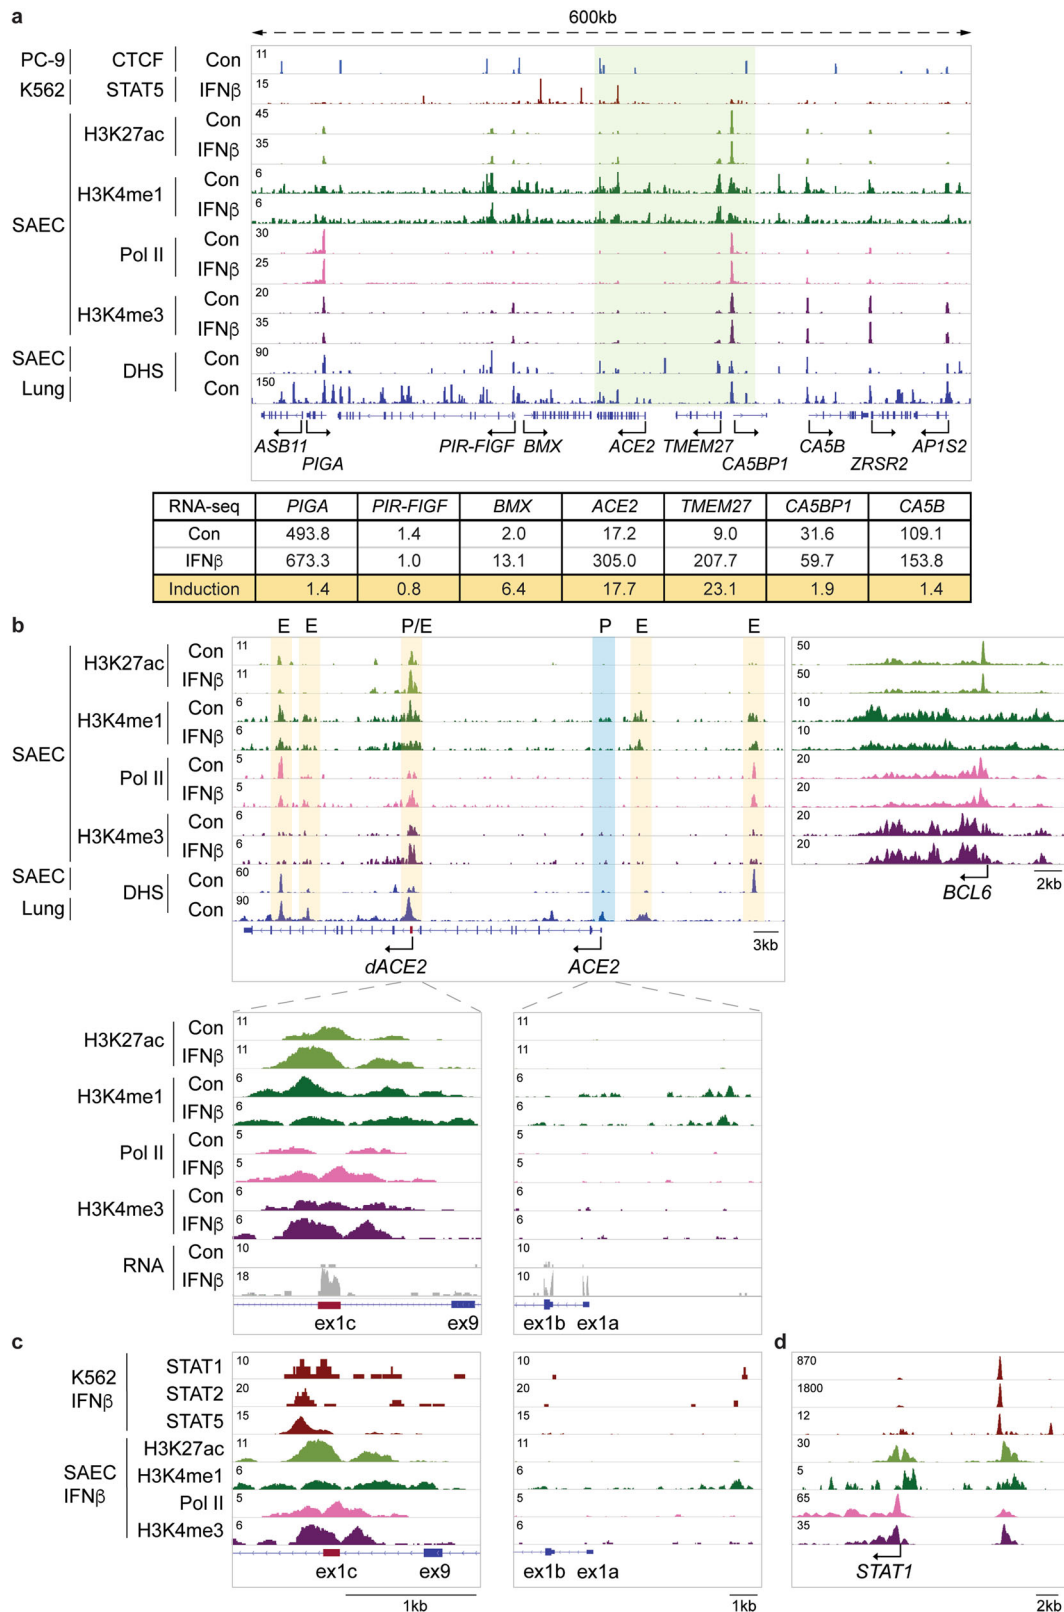 a
600kb
PC-9 CTCF Con 11
K562 STAT5 IFNβ 15
SAEC
H3K27ac Con 45
IFNβ 35
H3K4me1 Con 6
IFNβ 6
Pol II Con 30
IFNβ 25
H3K4me3 Con 20
IFNβ 35
SAEC DHS Con 90
Lung Con 150
ASB11 PIGA PIR-FIGF BMX ACE2 TMEM27 CA5BP1 CA5B ZRSR2 AP1S2
RNA-seq PIGA PIR-FIGF BMX ACE2 TMEM27 CA5BP1 CA5B
Con 493.8 1.4 2.0 17.2 9.0 31.6 109.1
IFNβ 673.3 1.0 13.1 305.0 207.7 59.7 153.8
Induction 1.4 0.8 6.4 17.7 23.1 1.9 1.4
b
E E P/E P E E
SAEC
H3K27ac Con 11 50
IFNβ 11 50
H3K4me1 Con 6 10
IFNβ 6 10
Pol II Con 5 20
IFNβ 5 20
H3K4me3 Con 6 20
IFNβ 6 20
SAEC DHS Con 60
Lung Con 90
BCL6 2kb
dACE2 ACE2 3kb
H3K27ac Con 11 11
IFNβ 11 11
H3K4me1 Con 6 6
IFNβ 6 6
Pol II Con 5 5
IFNβ 5 5
H3K4me3 Con 6 6
IFNβ 6 6
RNA Con 10 10
IFNβ 18 10
ex1c ex9 ex1b ex1a
c d
K562
IFNβ
STAT1 10 10 870
STAT2 20 20 1800
STAT5 15 15 12
SAEC
IFNβ
H3K27ac 11 11 30
H3K4me1 6 6 5
Pol II 5 5 65
H3K4me3 6 6 35
ex1c ex9 ex1b ex1a STAT1
1kb 1kb 2kb